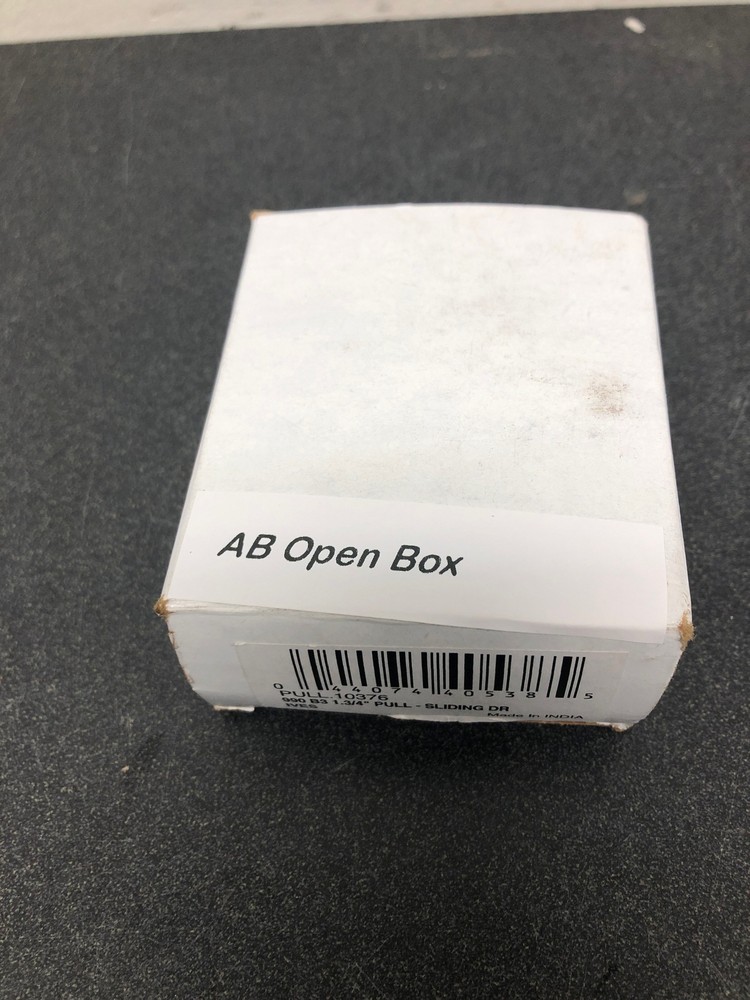 AB Open Box
0 44074 40538 5
PULL.10376
990 B3 1.3/4" PULL - SLIDING DR
IVES Made In INDIA